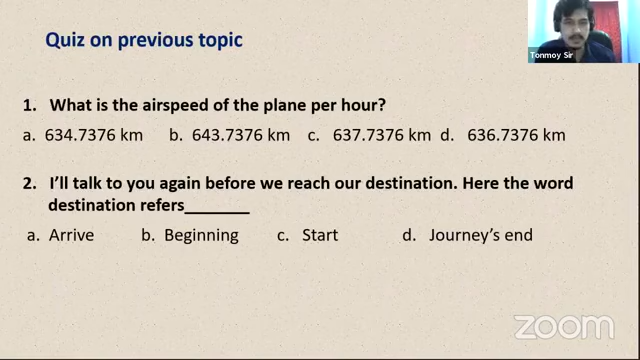 Quiz on previous topic
Tonmoy Sir
1. What is the airspeed of the plane per hour?
a. 634.7376 km b. 643.7376 km c. 637.7376 km d. 636.7376 km
2. I'll talk to you again before we reach our destination. Here the word
destination refers_______
a. Arrive b. Beginning c. Start d. Journey's end
zoom